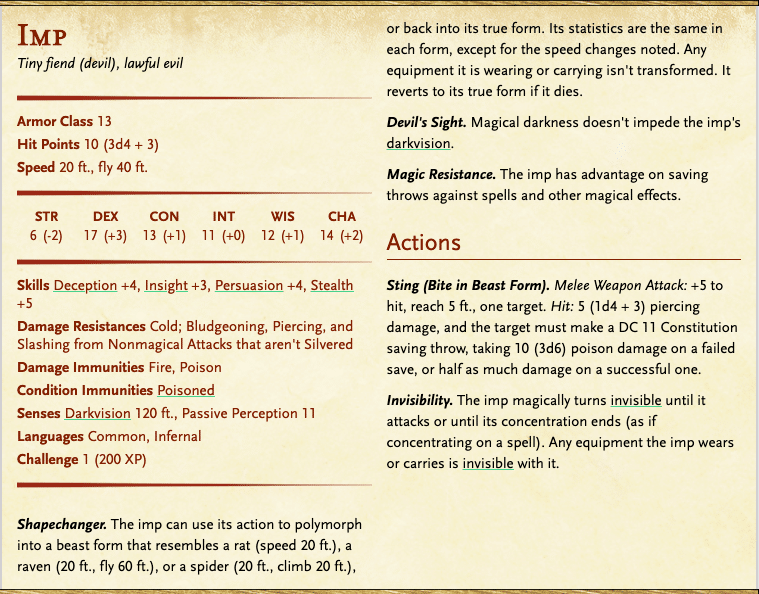 Imp
Tiny fiend (devil), lawful evil
Armor Class 13
Hit Points 10 (3d4 + 3)
Speed 20 ft., fly 40 ft.
STR DEX CON INT WIS CHA
6 (-2) 17 (+3) 13 (+1) 11 (+0) 12 (+1) 14 (+2)
Skills Deception +4, Insight +3, Persuasion +4, Stealth
+5
Damage Resistances Cold; Bludgeoning, Piercing, and
Slashing from Nonmagical Attacks that aren't Silvered
Damage Immunities Fire, Poison
Condition Immunities Poisoned
Senses Darkvision 120 ft., Passive Perception 11
Languages Common, Infernal
Challenge 1 (200 XP)
Shapechanger. The imp can use its action to polymorph
into a beast form that resembles a rat (speed 20 ft.), a
raven (20 ft., fly 60 ft.), or a spider (20 ft., climb 20 ft.),
or back into its true form. Its statistics are the same in
each form, except for the speed changes noted. Any
equipment it is wearing or carrying isn't transformed. It
reverts to its true form if it dies.
Devil's Sight. Magical darkness doesn't impede the imp's
darkvision.
Magic Resistance. The imp has advantage on saving
throws against spells and other magical effects.
Actions
Sting (Bite in Beast Form). Melee Weapon Attack: +5 to
hit, reach 5 ft., one target. Hit: 5 (1d4 + 3) piercing
damage, and the target must make a DC 11 Constitution
saving throw, taking 10 (3d6) poison damage on a failed
save, or half as much damage on a successful one.
Invisibility. The imp magically turns invisible until it
attacks or until its concentration ends (as if
concentrating on a spell). Any equipment the imp wears
or carries is invisible with it.